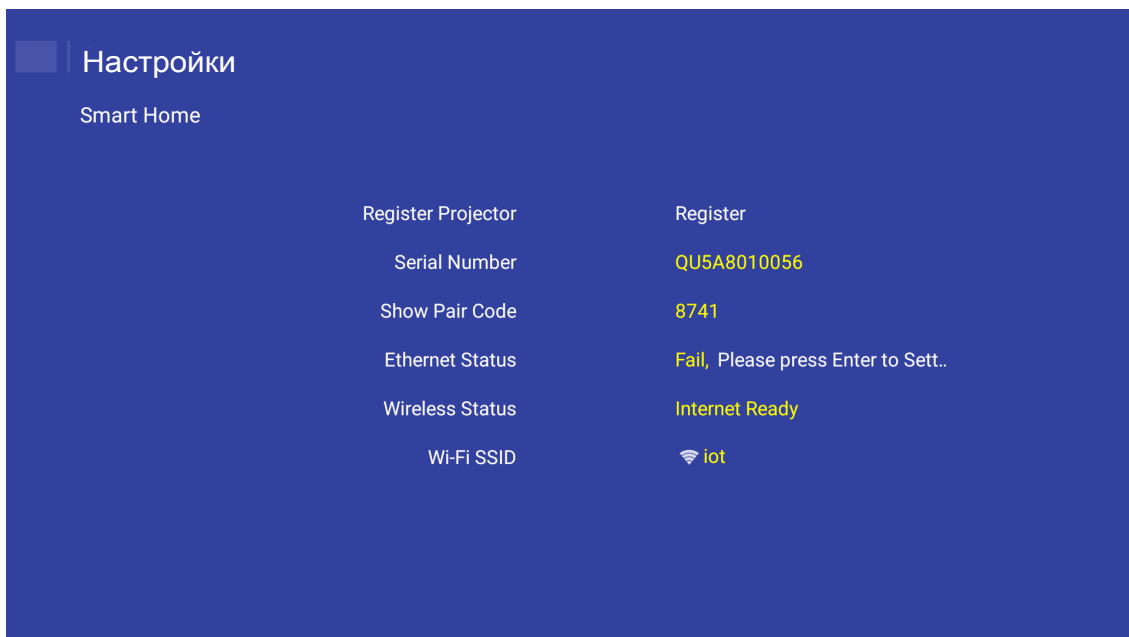 Настройки
Smart Home
Register Projector Register
Serial Number QU5A8010056
Show Pair Code 8741
Ethernet Status Fail, Please press Enter to Sett..
Wireless Status Internet Ready
Wi-Fi SSID iot